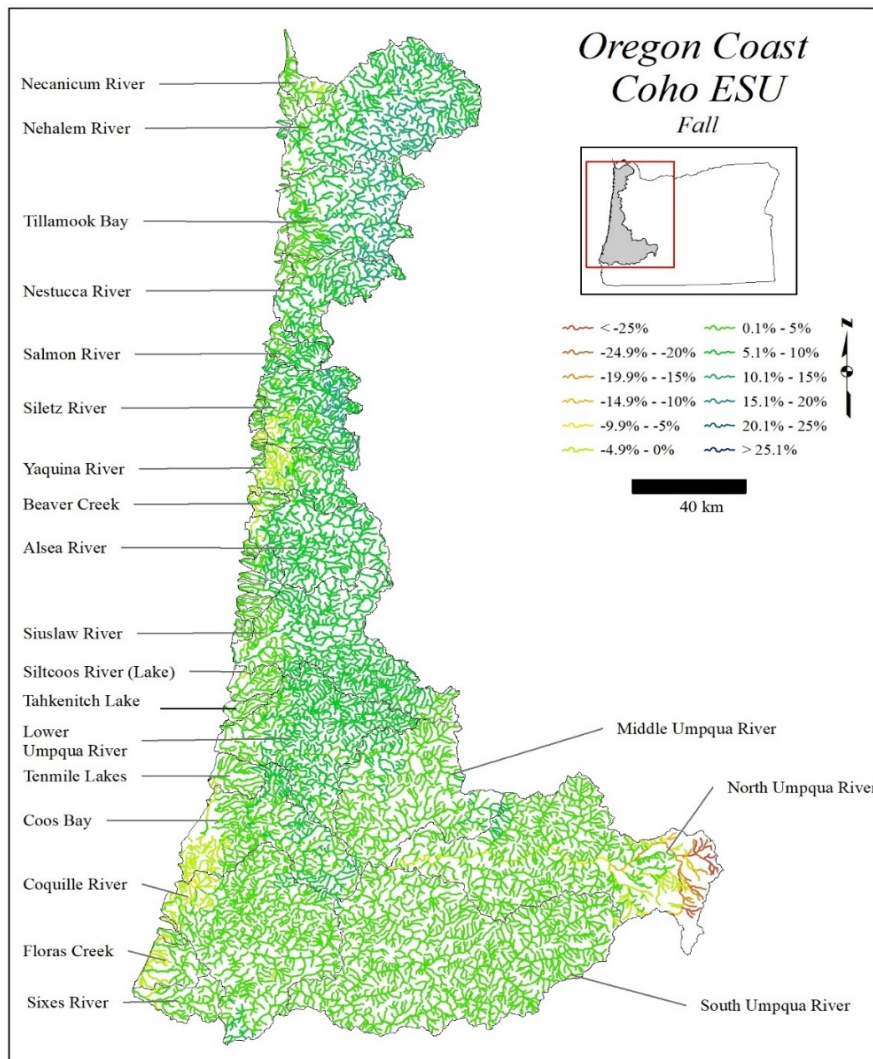 Oregon Coast
Coho ESU
Fall
Necanicum River
Nehalem River
Tillamook Bay
Nestucca River
Salmon River
Siletz River
Yaquina River
Beaver Creek
Alsea River
Siuslaw River
Siltcoos River (Lake)
Tahkenitch Lake
Lower
Umpqua River
Tenmile Lakes
Coos Bay
Coquille River
Floras Creek
Sixes River
< -25%
-24.9% - -20%
-19.9% - -15%
-14.9% - -10%
-9.9% - -5%
-4.9% - 0%
0.1% - 5%
5.1% - 10%
10.1% - 15%
15.1% - 20%
20.1% - 25%
> 25.1%
N
40 km
Middle Umpqua River
North Umpqua River
South Umpqua River